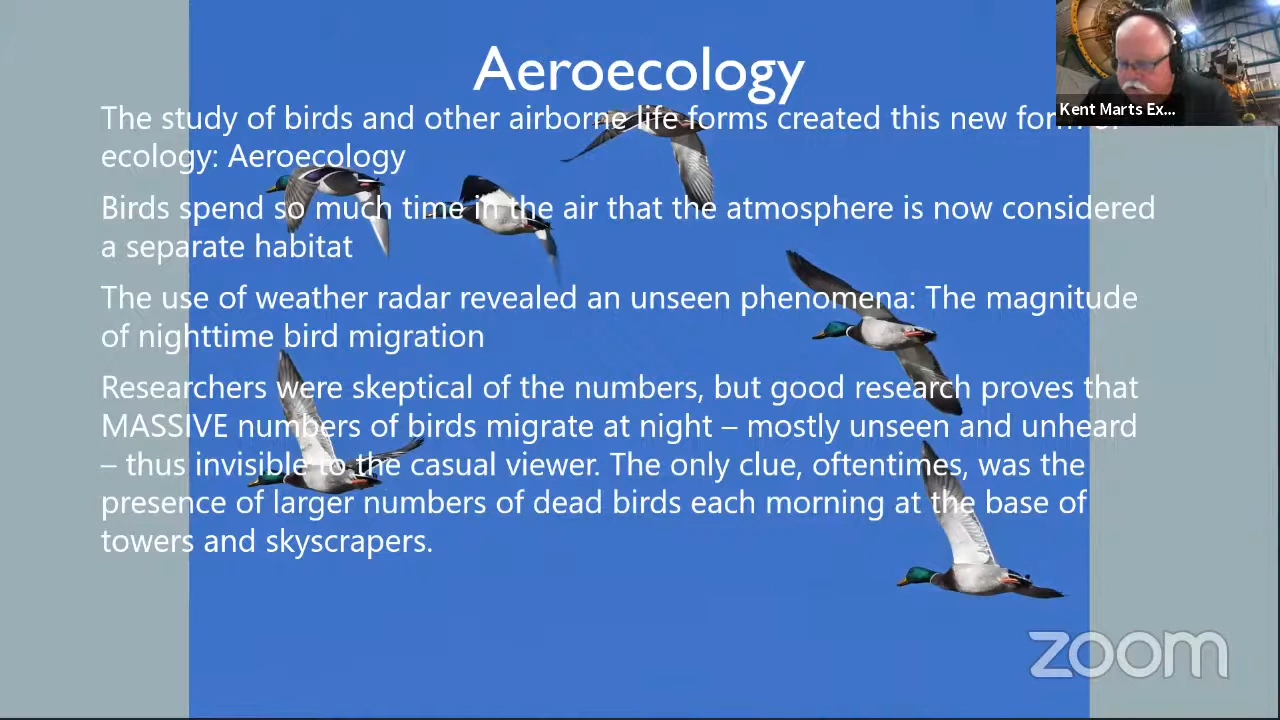 Aeroecology
The study of birds and other airborne life forms created this new
ecology: Aeroecology
Birds spend so much time in the air that the atmosphere is now considered
a separate habitat
The use of weather radar revealed an unseen phenomena: The magnitude
of nighttime bird migration
Researchers were skeptical of the numbers, but good research proves that
MASSIVE numbers of birds migrate at night – mostly unseen and unheard
– thus invisible to the casual viewer. The only clue, oftentimes, was the
presence of larger numbers of dead birds each morning at the base of
towers and skyscrapers.
Kent Marts Ex...
zoom